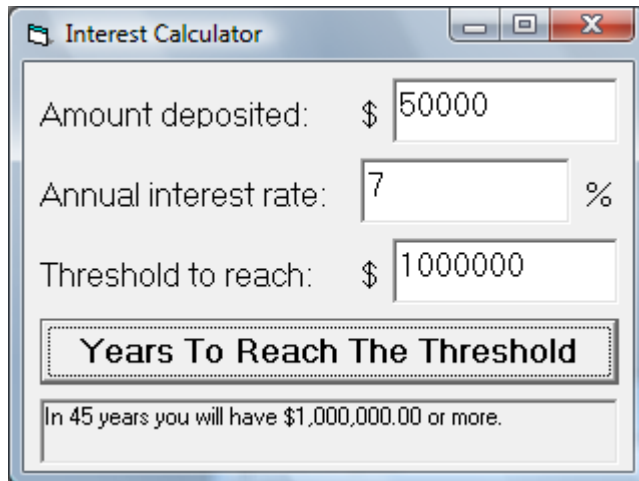 Interest Calculator
Amount deposited: $ 50000
Annual interest rate: 7 %
Threshold to reach: $ 1000000
Years To Reach The Threshold
In 45 years you will have $1,000,000.00 or more.